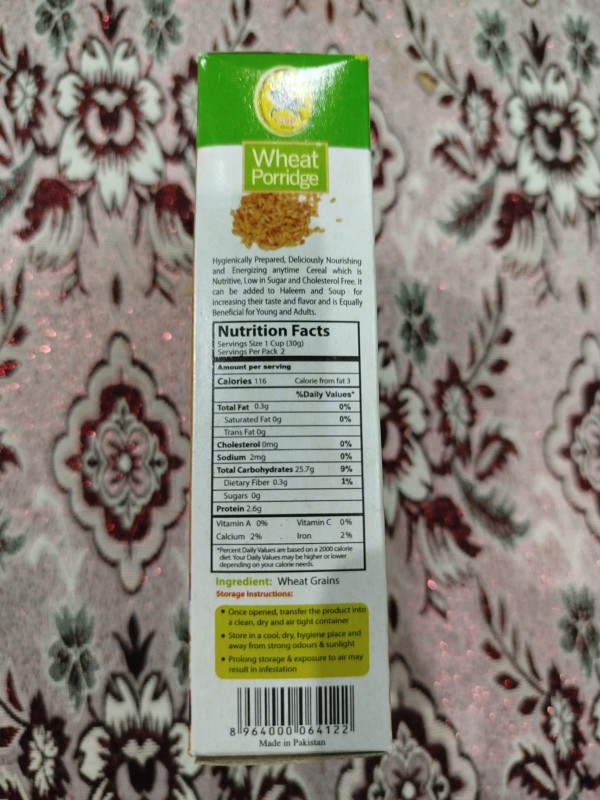 Wheat
Porridge
Hygienically Prepared, Deliciously Nourishing
and Energizing anytime Cereal which is
Nutritive, Low in Sugar and Cholesterol Free. It
can be added to Haleem and Soup for
increasing their taste and flavor and is Equally
Beneficial for Young and Adults.
Nutrition Facts
Servings Size 1 Cup (30g)
Servings Per Pack 2
Amount per serving
Calories 116 Calorie from fat 3
%Daily Values*
Total Fat 0.3g 0%
Saturated Fat 0g 0%
Trans Fat 0g
Cholesterol 0mg 0%
Sodium 2mg 0%
Total Carbohydrates 25.7g 9%
Dietary Fiber 0.3g 1%
Sugars 0g
Protein 2.6g
Vitamin A 0% . Vitamin C 0%
Calcium 2% . Iron 2%
*Percent Daily Values are based on a 2000 calorie
diet. Your Daily Values may be higher or lower
depending on your calorie needs.
Ingredient: Wheat Grains
Storage instructions:
• Once opened, transfer the product into
a clean, dry and air tight container
• Store in a cool, dry, hygiene place and
away from strong odours & sunlight
• Prolong storage & exposure to air may
result in infestation
8 964000 064122
Made in Pakistan